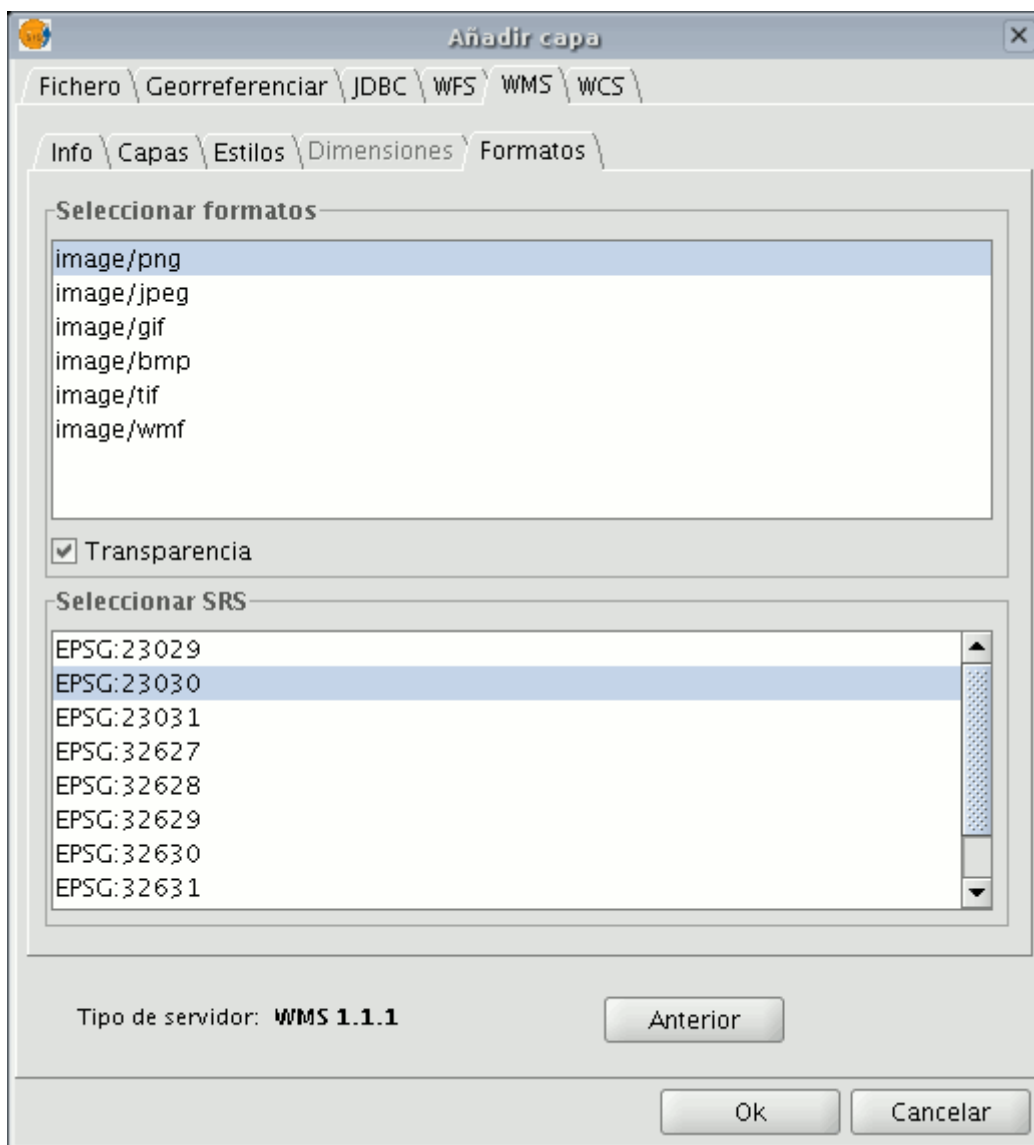 Añadir capa
Fichero Georreferenciar JDBC WFS WMS WCS
Info Capas Estilos Dimensiones Formatos
Seleccionar formatos
image/png
image/jpeg
image/gif
image/bmp
image/tif
image/wmf
Transparencia
Seleccionar SRS
EPSG:23029
EPSG:23030
EPSG:23031
EPSG:32627
EPSG:32628
EPSG:32629
EPSG:32630
EPSG:32631
Tipo de servidor: WMS 1.1.1
Anterior
Ok Cancelar